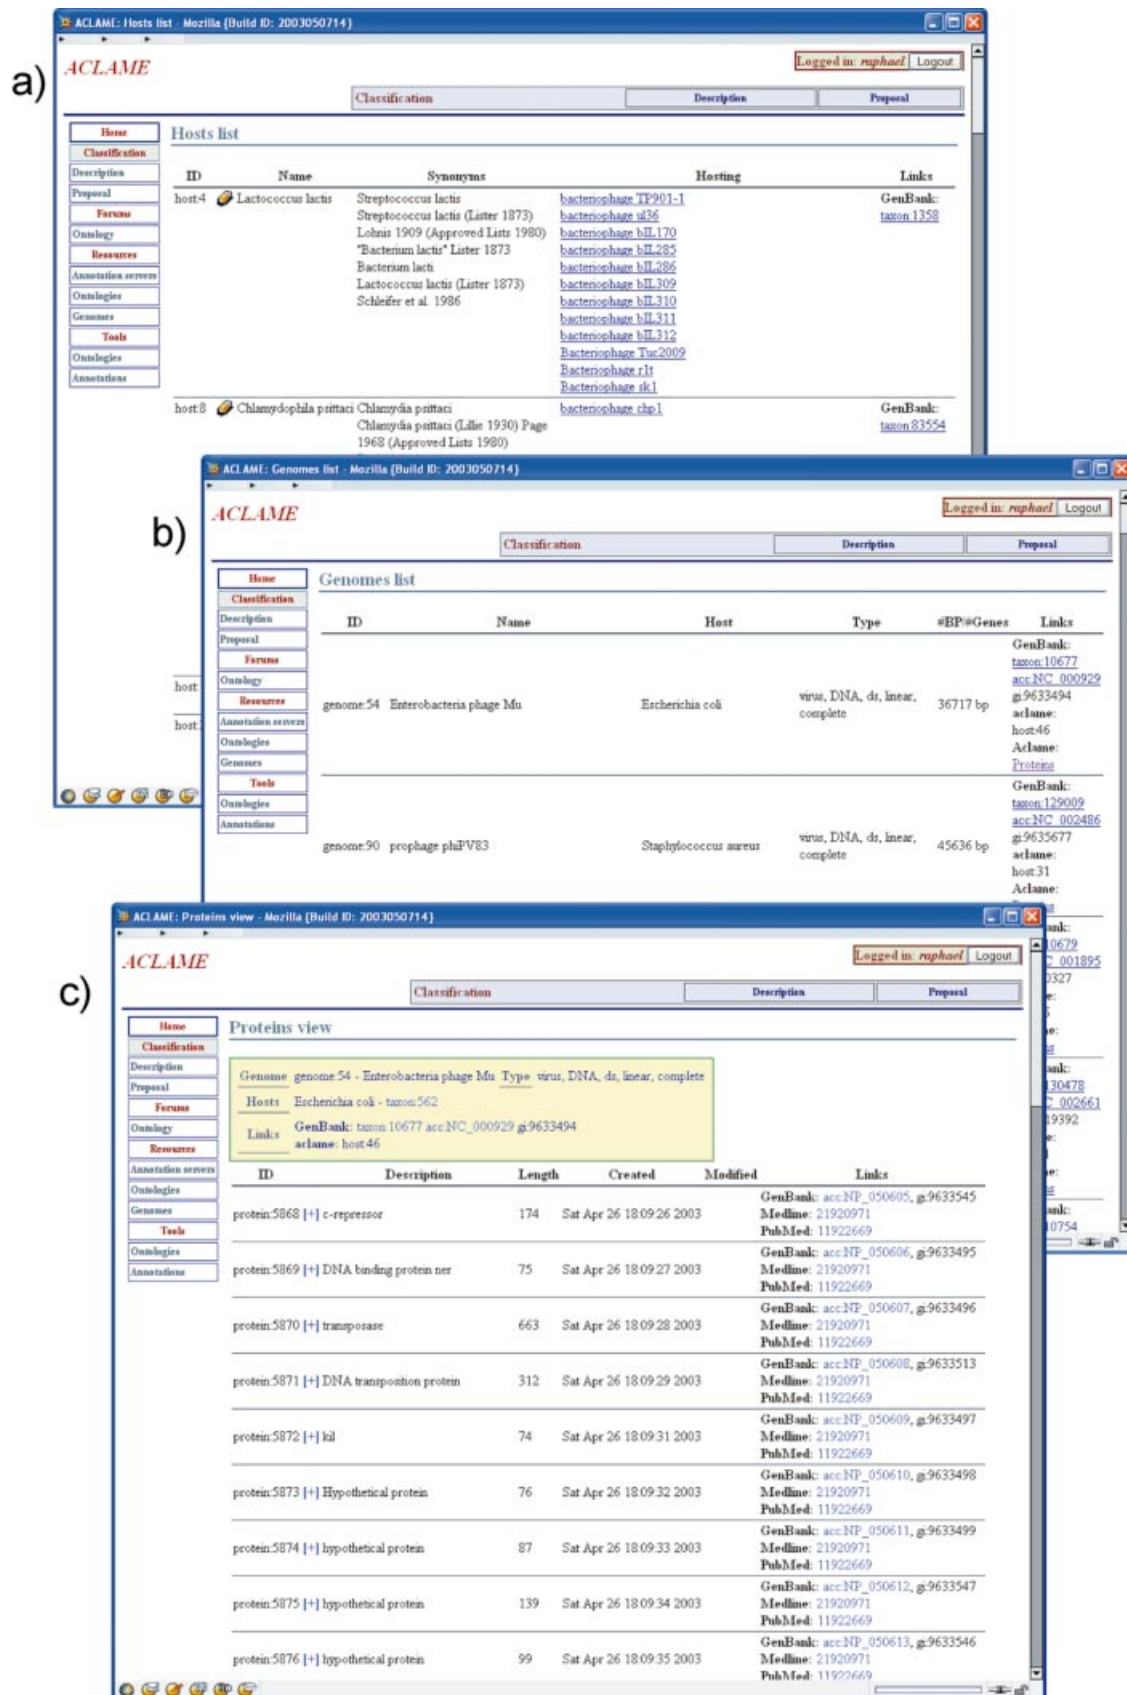 a)
ACLAME: Hosts list - Mozilla {Build ID: 2003050714}
ACLAME
Logged in: raphael Logout
Classification Description Proposal
Home
Classification
Description
Proposal
Forums
Ontology
Resources
Annotation servers
Ontologies
Genomes
Tools
Ontologies
Annotations
Hosts list
ID Name Synonyms Hosting Links
host:4 Lactococcus lactis Streptococcus lactis bacteriophage TP901-1 GenBank:
Streptococcus lactis (Lister 1873) bacteriophage ul36 taxon:1358
Lohnis 1909 (Approved Lists 1980) bacteriophage bIL170
"Bacterium lactis" Lister 1873 bacteriophage bIL285
Bacterium lacti bacteriophage bIL286
Lactococcus lactis (Lister 1873) bacteriophage bIL309
Schleifer et al. 1986 bacteriophage bIL310
bacteriophage bIL311
bacteriophage bIL312
Bacteriophage Tuc2009
Bacteriophage r1t
Bacteriophage sk1
host:8 Chlamydophila psittaci Chlamydia psittaci bacteriophage chp1 GenBank:
Chlamydia psittaci (Lillie 1930) Page taxon:83554
1968 (Approved Lists 1980)
host
host:
b)
ACLAME: Genomes list - Mozilla {Build ID: 2003050714}
ACLAME
Logged in: raphael Logout
Classification Description Proposal
Home
Classification
Description
Proposal
Forums
Ontology
Resources
Annotation servers
Ontologies
Genomes
Tools
Ontologies
Annotations
Genomes list
ID Name Host Type #BP #Genes Links
genome:54 Enterobacteria phage Mu Escherichia coli virus, DNA, ds, linear, complete 36717 bp
GenBank:
taxon:10677
acc:NC_000929
gi:9633494
aclame:
host:46
Aclame:
Proteins
genome:90 prophage phiPV83 Staphylococcus aureus virus, DNA, ds, linear, complete 45636 bp
GenBank:
taxon:129009
acc:NC_002486
gi:9635677
aclame:
host:31
Aclame:
ank:
10679
C_001895
0327
e:
ne:
ns
ank:
130478
C_002661
19392
e:
ne:
ank:
10754
c)
ACLAME: Proteins view - Mozilla {Build ID: 2003050714}
ACLAME
Logged in: raphael Logout
Classification Description Proposal
Home
Classification
Description
Proposal
Forums
Ontology
Resources
Annotation servers
Ontologies
Genomes
Tools
Ontologies
Annotations
Proteins view
Genome genome:54 - Enterobacteria phage Mu Type virus, DNA, ds, linear, complete
Hosts Escherichia coli - taxon:562
Links GenBank: taxon:10677 acc:NC_000929 gi:9633494
aclame: host:46
ID Description Length Created Modified Links
GenBank: acc:NP_050605, gi:9633545
protein:5868 [+] c-repressor 174 Sat Apr 26 18:09:26 2003 Medline: 21920971
PubMed: 11922669
GenBank: acc:NP_050606, gi:9633495
protein:5869 [+] DNA binding protein ner 75 Sat Apr 26 18:09:27 2003 Medline: 21920971
PubMed: 11922669
GenBank: acc:NP_050607, gi:9633496
protein:5870 [+] transposase 663 Sat Apr 26 18:09:28 2003 Medline: 21920971
PubMed: 11922669
GenBank: acc:NP_050608, gi:9633513
protein:5871 [+] DNA transposition protein 312 Sat Apr 26 18:09:29 2003 Medline: 21920971
PubMed: 11922669
GenBank: acc:NP_050609, gi:9633497
protein:5872 [+] kil 74 Sat Apr 26 18:09:31 2003 Medline: 21920971
PubMed: 11922669
GenBank: acc:NP_050610, gi:9633498
protein:5873 [+] Hypothetical protein 76 Sat Apr 26 18:09:32 2003 Medline: 21920971
PubMed: 11922669
GenBank: acc:NP_050611, gi:9633499
protein:5874 [+] hypothetical protein 87 Sat Apr 26 18:09:33 2003 Medline: 21920971
PubMed: 11922669
GenBank: acc:NP_050612, gi:9633547
protein:5875 [+] hypothetical protein 139 Sat Apr 26 18:09:34 2003 Medline: 21920971
PubMed: 11922669
GenBank: acc:NP_050613, gi:9633546
protein:5876 [+] hypothetical protein 99 Sat Apr 26 18:09:35 2003 Medline: 21920971
PubMed: 11922669